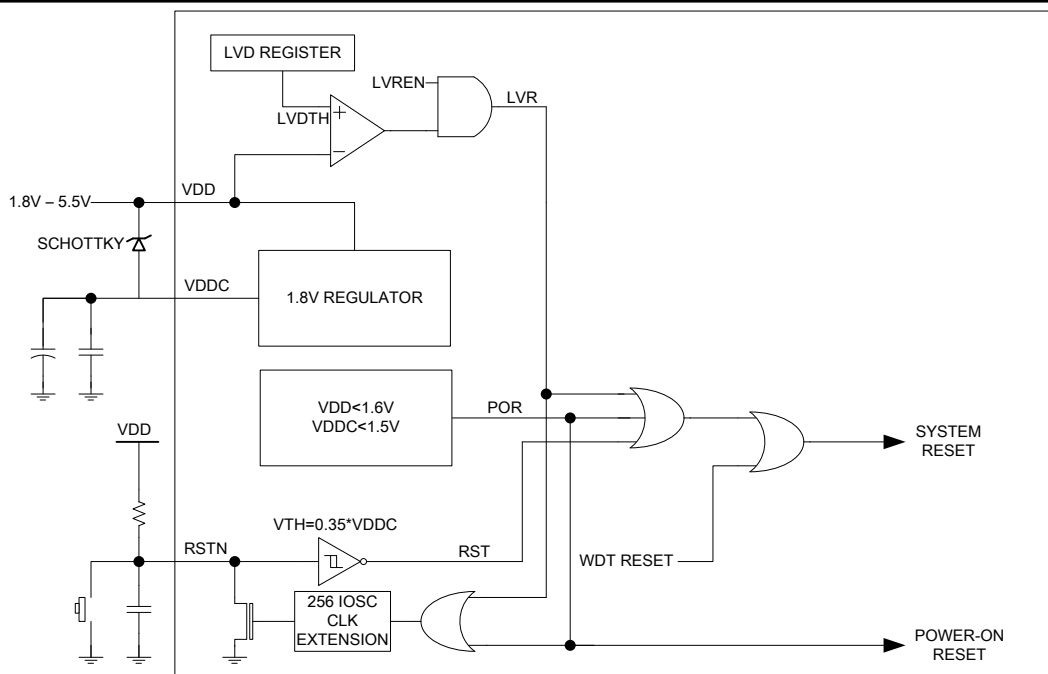 LVD REGISTER
LVREN
LVR
LVDTH
+
−
VDD
1.8V – 5.5V
SCHOTTKY
VDDC
1.8V REGULATOR
VDD<1.6V
VDDC<1.5V
POR
SYSTEM
RESET
VDD
VTH=0.35*VDDC
RSTN
RST
WDT RESET
256 IOSC
CLK
EXTENSION
POWER-ON
RESET